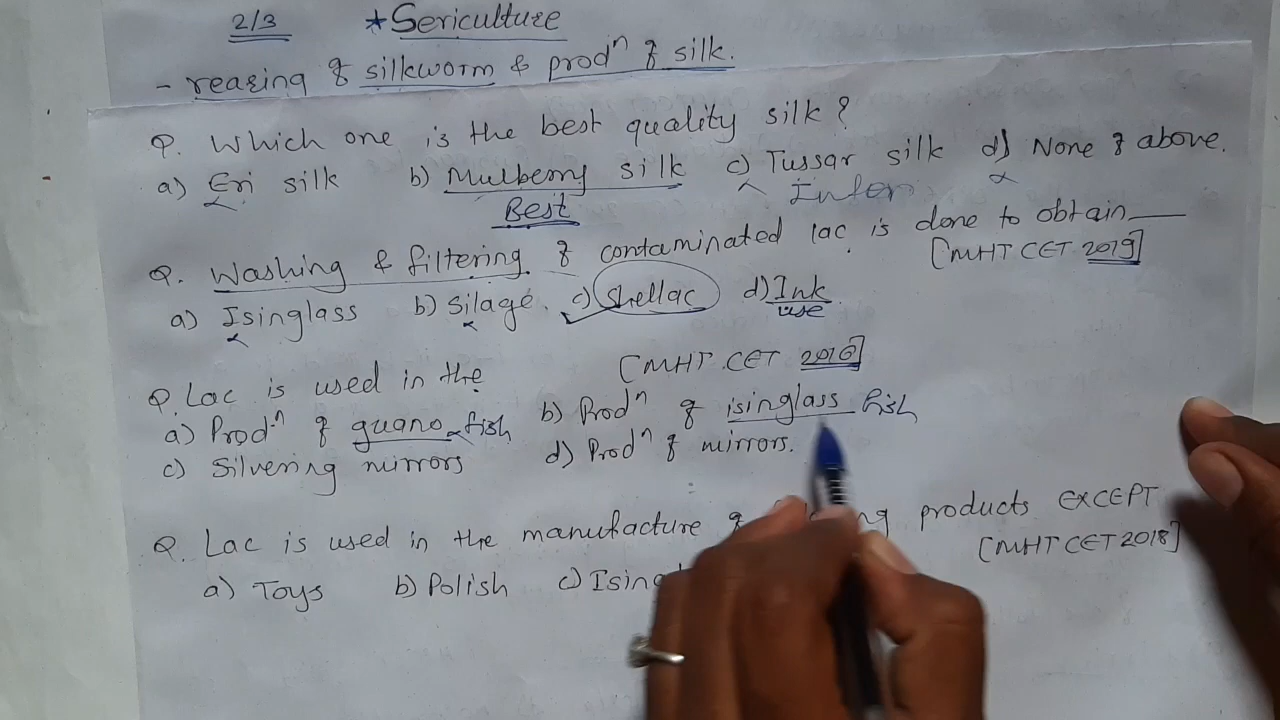 2/3 *Sericulture
- rearing of silkworm & prodⁿ of silk.
Q. Which one is the best quality silk?
a) Eri silk b) Mulberry silk c) Tussar silk d) None of above.
Best
Q. Washing & filtering of contaminated lac is done to obtain ___
[MHT CET 2019]
a) Isinglass b) Silage. c) Shellac d) Ink
use
Q. Lac is used in the [MHT CET 2016]
a) Prodⁿ of guano fish b) Prodⁿ of isinglass fish
c) Silvering mirrors d) Prodⁿ of mirrors.
Q. Lac is used in the manufacture of products EXCEPT
[MHT CET 2018]
a) Toys b) Polish c)